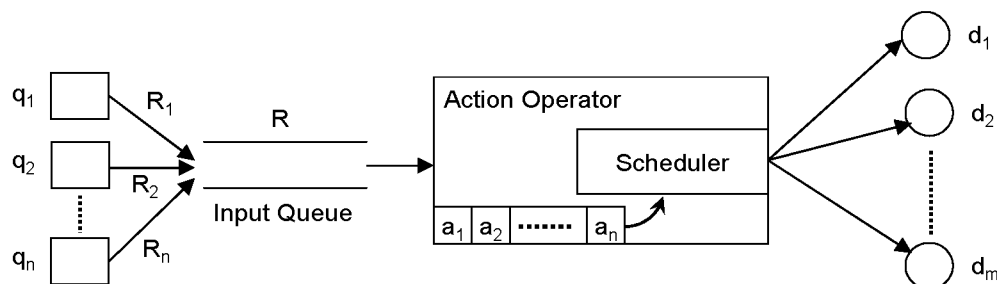 q1
q2
qn
R1
R2
Rn
R
Input Queue
Action Operator
Scheduler
a1 a2 an
d1
d2
dm